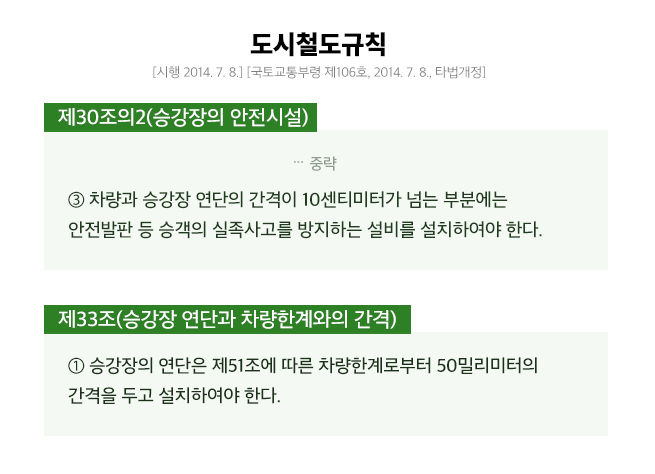 도시철도규칙
[시행 2014. 7. 8.] [국토교통부령 제106호, 2014. 7. 8., 타법개정]
제30조의2(승강장의 안전시설)
··· 중략
③ 차량과 승강장 연단의 간격이 10센티미터가 넘는 부분에는
안전발판 등 승객의 실족사고를 방지하는 설비를 설치하여야 한다.
제33조(승강장 연단과 차량한계와의 간격)
① 승강장의 연단은 제51조에 따른 차량한계로부터 50밀리미터의
간격을 두고 설치하여야 한다.